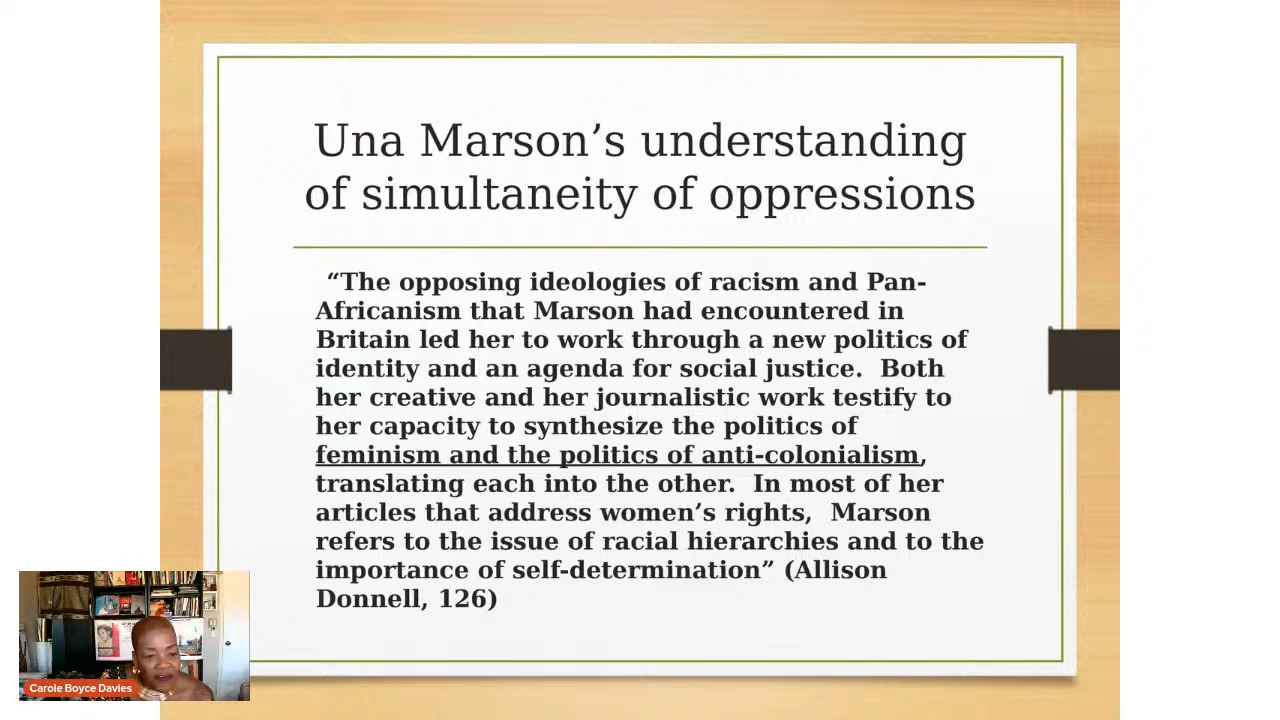 Una Marson’s understanding
of simultaneity of oppressions
“The opposing ideologies of racism and Pan-
Africanism that Marson had encountered in
Britain led her to work through a new politics of
identity and an agenda for social justice.  Both
her creative and her journalistic work testify to
her capacity to synthesize the politics of
feminism and the politics of anti-colonialism,
translating each into the other.  In most of her
articles that address women’s rights,  Marson
refers to the issue of racial hierarchies and to the
importance of self-determination” (Allison
Donnell, 126)
Carole Boyce Davies